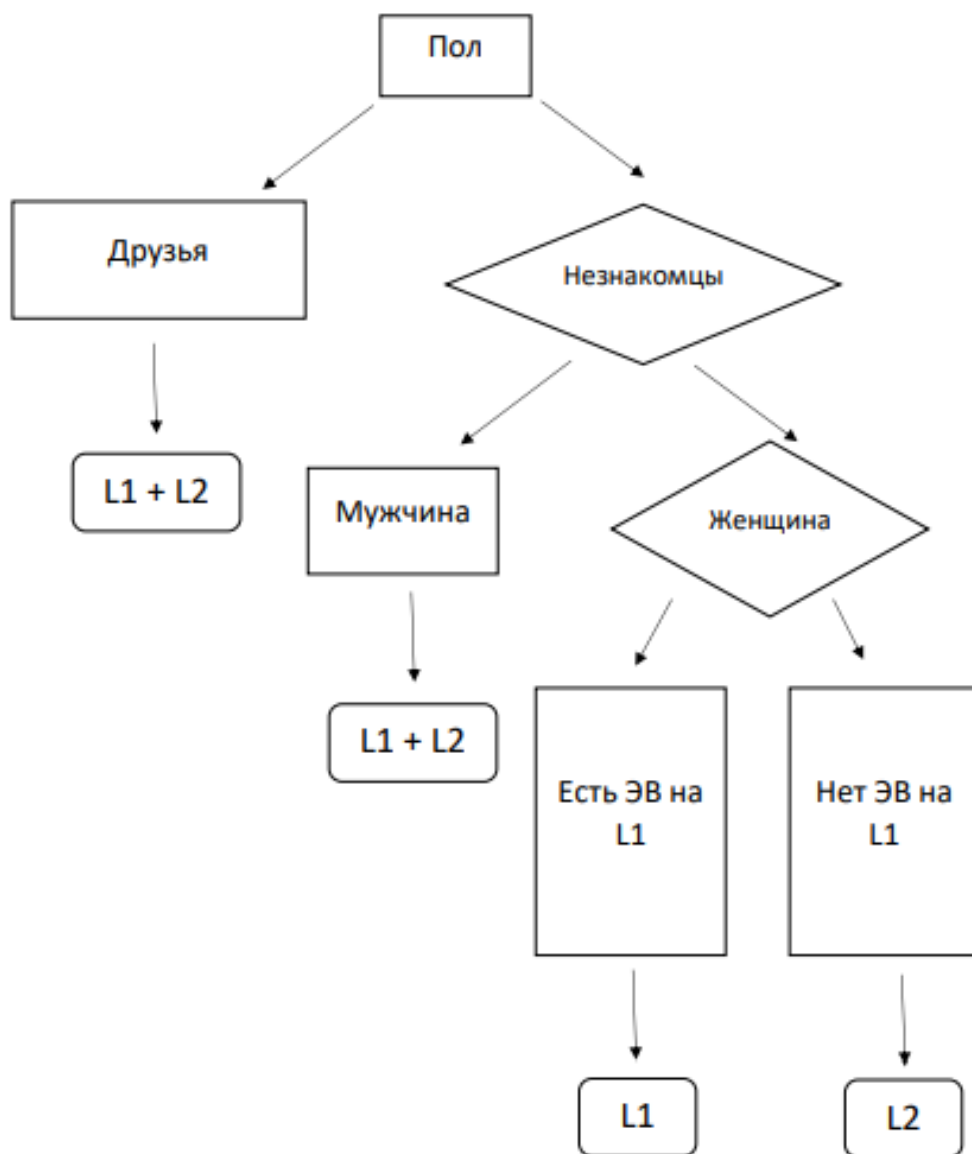 Пол
Друзья
Незнакомцы
L1 + L2
Мужчина
Женщина
L1 + L2
Есть ЭВ на
L1
Нет ЭВ на
L1
L1
L2